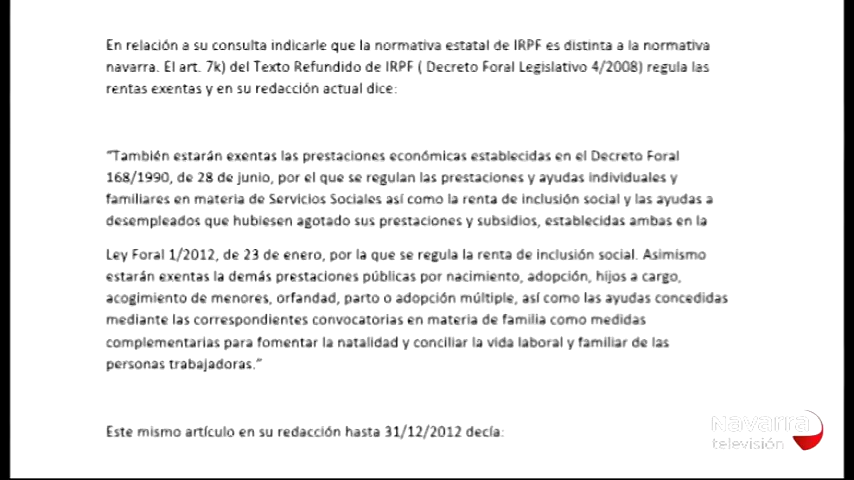 En relación a su consulta indicarle que la normativa estatal de IRPF es distinta a la normativa
navarra. El art. 7k) del Texto Refundido de IRPF ( Decreto Foral Legislativo 4/2008) regula las
rentas exentas y en su redacción actual dice:
"También estarán exentas las prestaciones económicas establecidas en el Decreto Foral
168/1990, de 28 de junio, por el que se regulan las prestaciones y ayudas individuales y
familiares en materia de Servicios Sociales así como la renta de inclusión social y las ayudas a
desempleados que hubiesen agotado sus prestaciones y subsidios, establecidas ambas en la
Ley Foral 1/2012, de 23 de enero, por la que se regula la renta de inclusión social. Asimismo
estarán exentas la demás prestaciones públicas por nacimiento, adopción, hijos a cargo,
acogimiento de menores, orfandad, parto o adopción múltiple, así como las ayudas concedidas
mediante las correspondientes convocatorias en materia de familia como medidas
complementarias para fomentar la natalidad y conciliar la vida laboral y familiar de las
personas trabajadoras."
Este mismo artículo en su redacción hasta 31/12/2012 decía:
Navarra
televisión